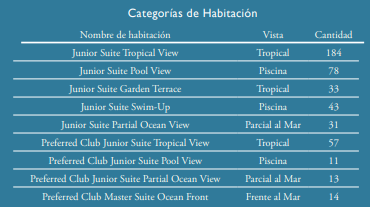 Categorías de Habitación
Nombre de habitación Vista Cantidad
Junior Suite Tropical View Tropical 184
Junior Suite Pool View Piscina 78
Junior Suite Garden Terrace Tropical 33
Junior Suite Swim-Up Piscina 43
Junior Suite Partial Ocean View Parcial al Mar 31
Preferred Club Junior Suite Tropical View Tropical 57
Preferred Club Junior Suite Pool View Piscina 11
Preferred Club Junior Suite Partial Ocean View Parcial al Mar 13
Preferred Club Master Suite Ocean Front Frente al Mar 14